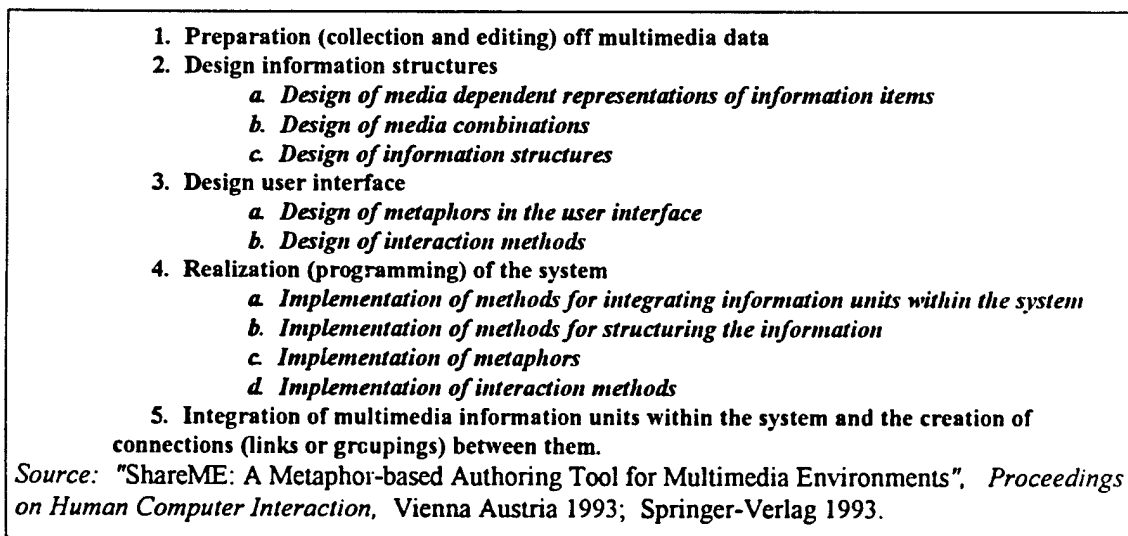 1. Preparation (collection and editing) off multimedia data
2. Design information structures
a. Design of media dependent representations of information items
b. Design of media combinations
c. Design of information structures
3. Design user interface
a. Design of metaphors in the user interface
b. Design of interaction methods
4. Realization (programming) of the system
a. Implementation of methods for integrating information units within the system
b. Implementation of methods for structuring the information
c. Implementation of metaphors
d. Implementation of interaction methods
5. Integration of multimedia information units within the system and the creation of
connections (links or groupings) between them.
Source: "ShareME: A Metaphor-based Authoring Tool for Multimedia Environments", Proceedings
on Human Computer Interaction, Vienna Austria 1993; Springer-Verlag 1993.